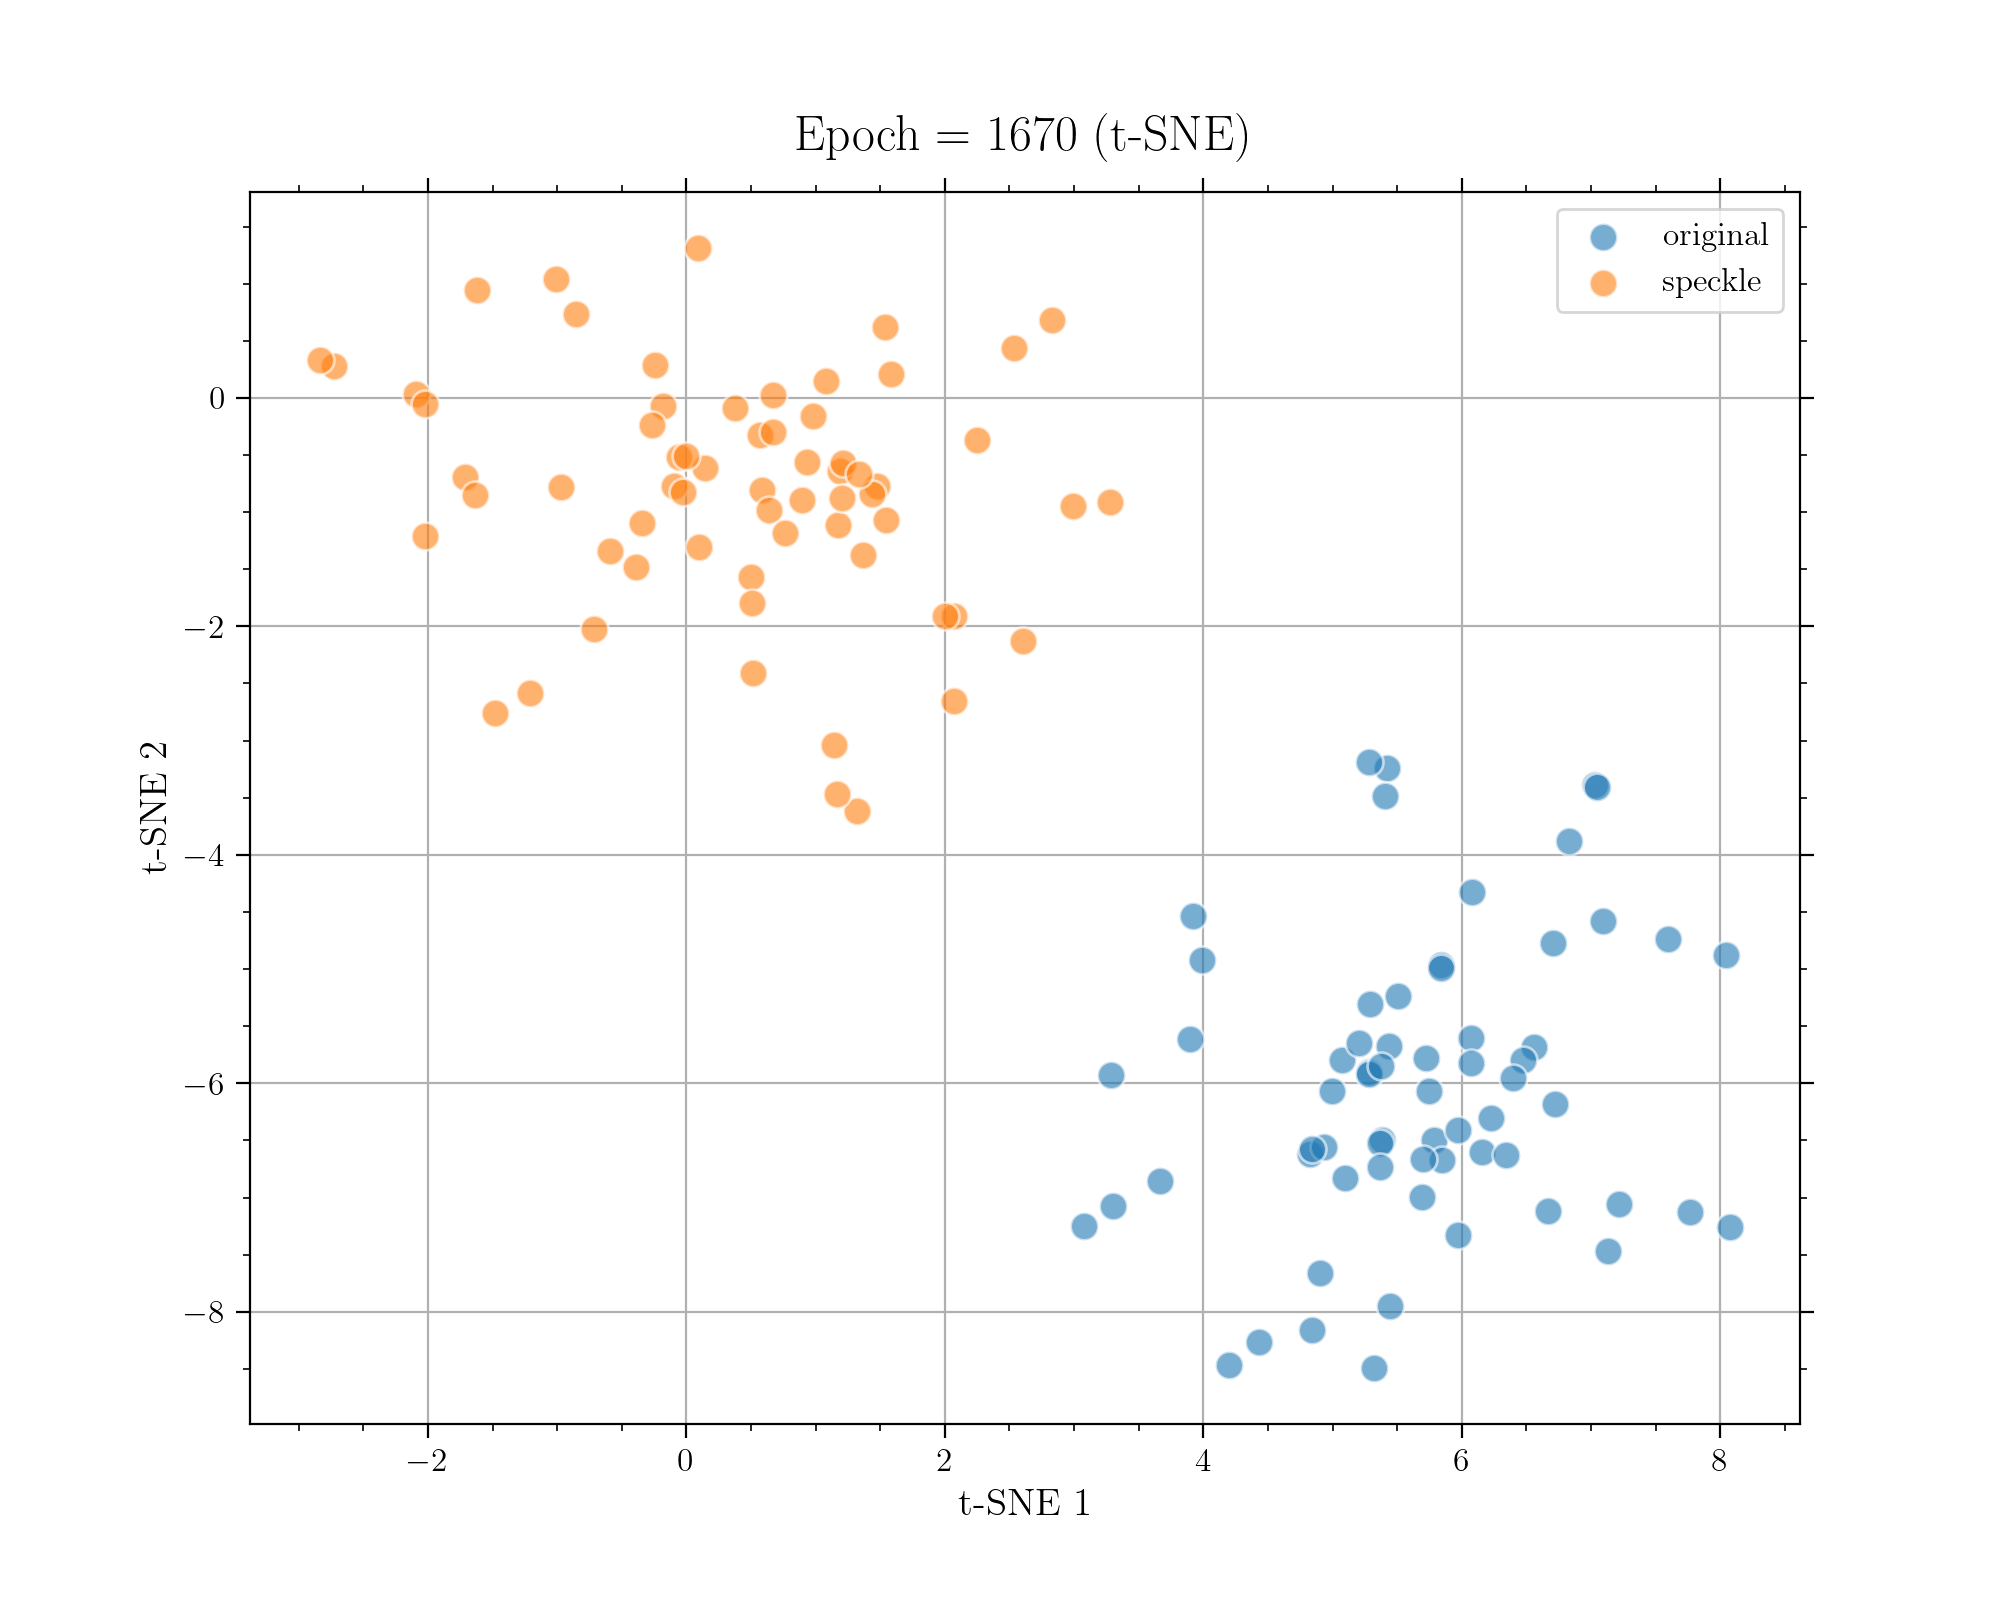 Epoch = 1670 (t-SNE)
original
speckle
0
−2
−4
−6
−8
t-SNE 2
−2
0
2
4
6
8
t-SNE 1